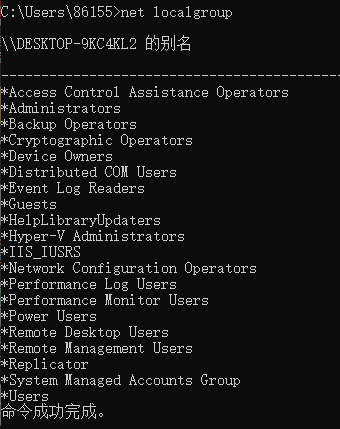 C:\Users\86155>net localgroup
\\DESKTOP-9KC4KL2 的别名
-------------------------------------------
*Access Control Assistance Operators
*Administrators
*Backup Operators
*Cryptographic Operators
*Device Owners
*Distributed COM Users
*Event Log Readers
*Guests
*HelpLibraryUpdaters
*Hyper-V Administrators
*IIS_IUSRS
*Network Configuration Operators
*Performance Log Users
*Performance Monitor Users
*Power Users
*Remote Desktop Users
*Remote Management Users
*Replicator
*System Managed Accounts Group
*Users
命令成功完成。